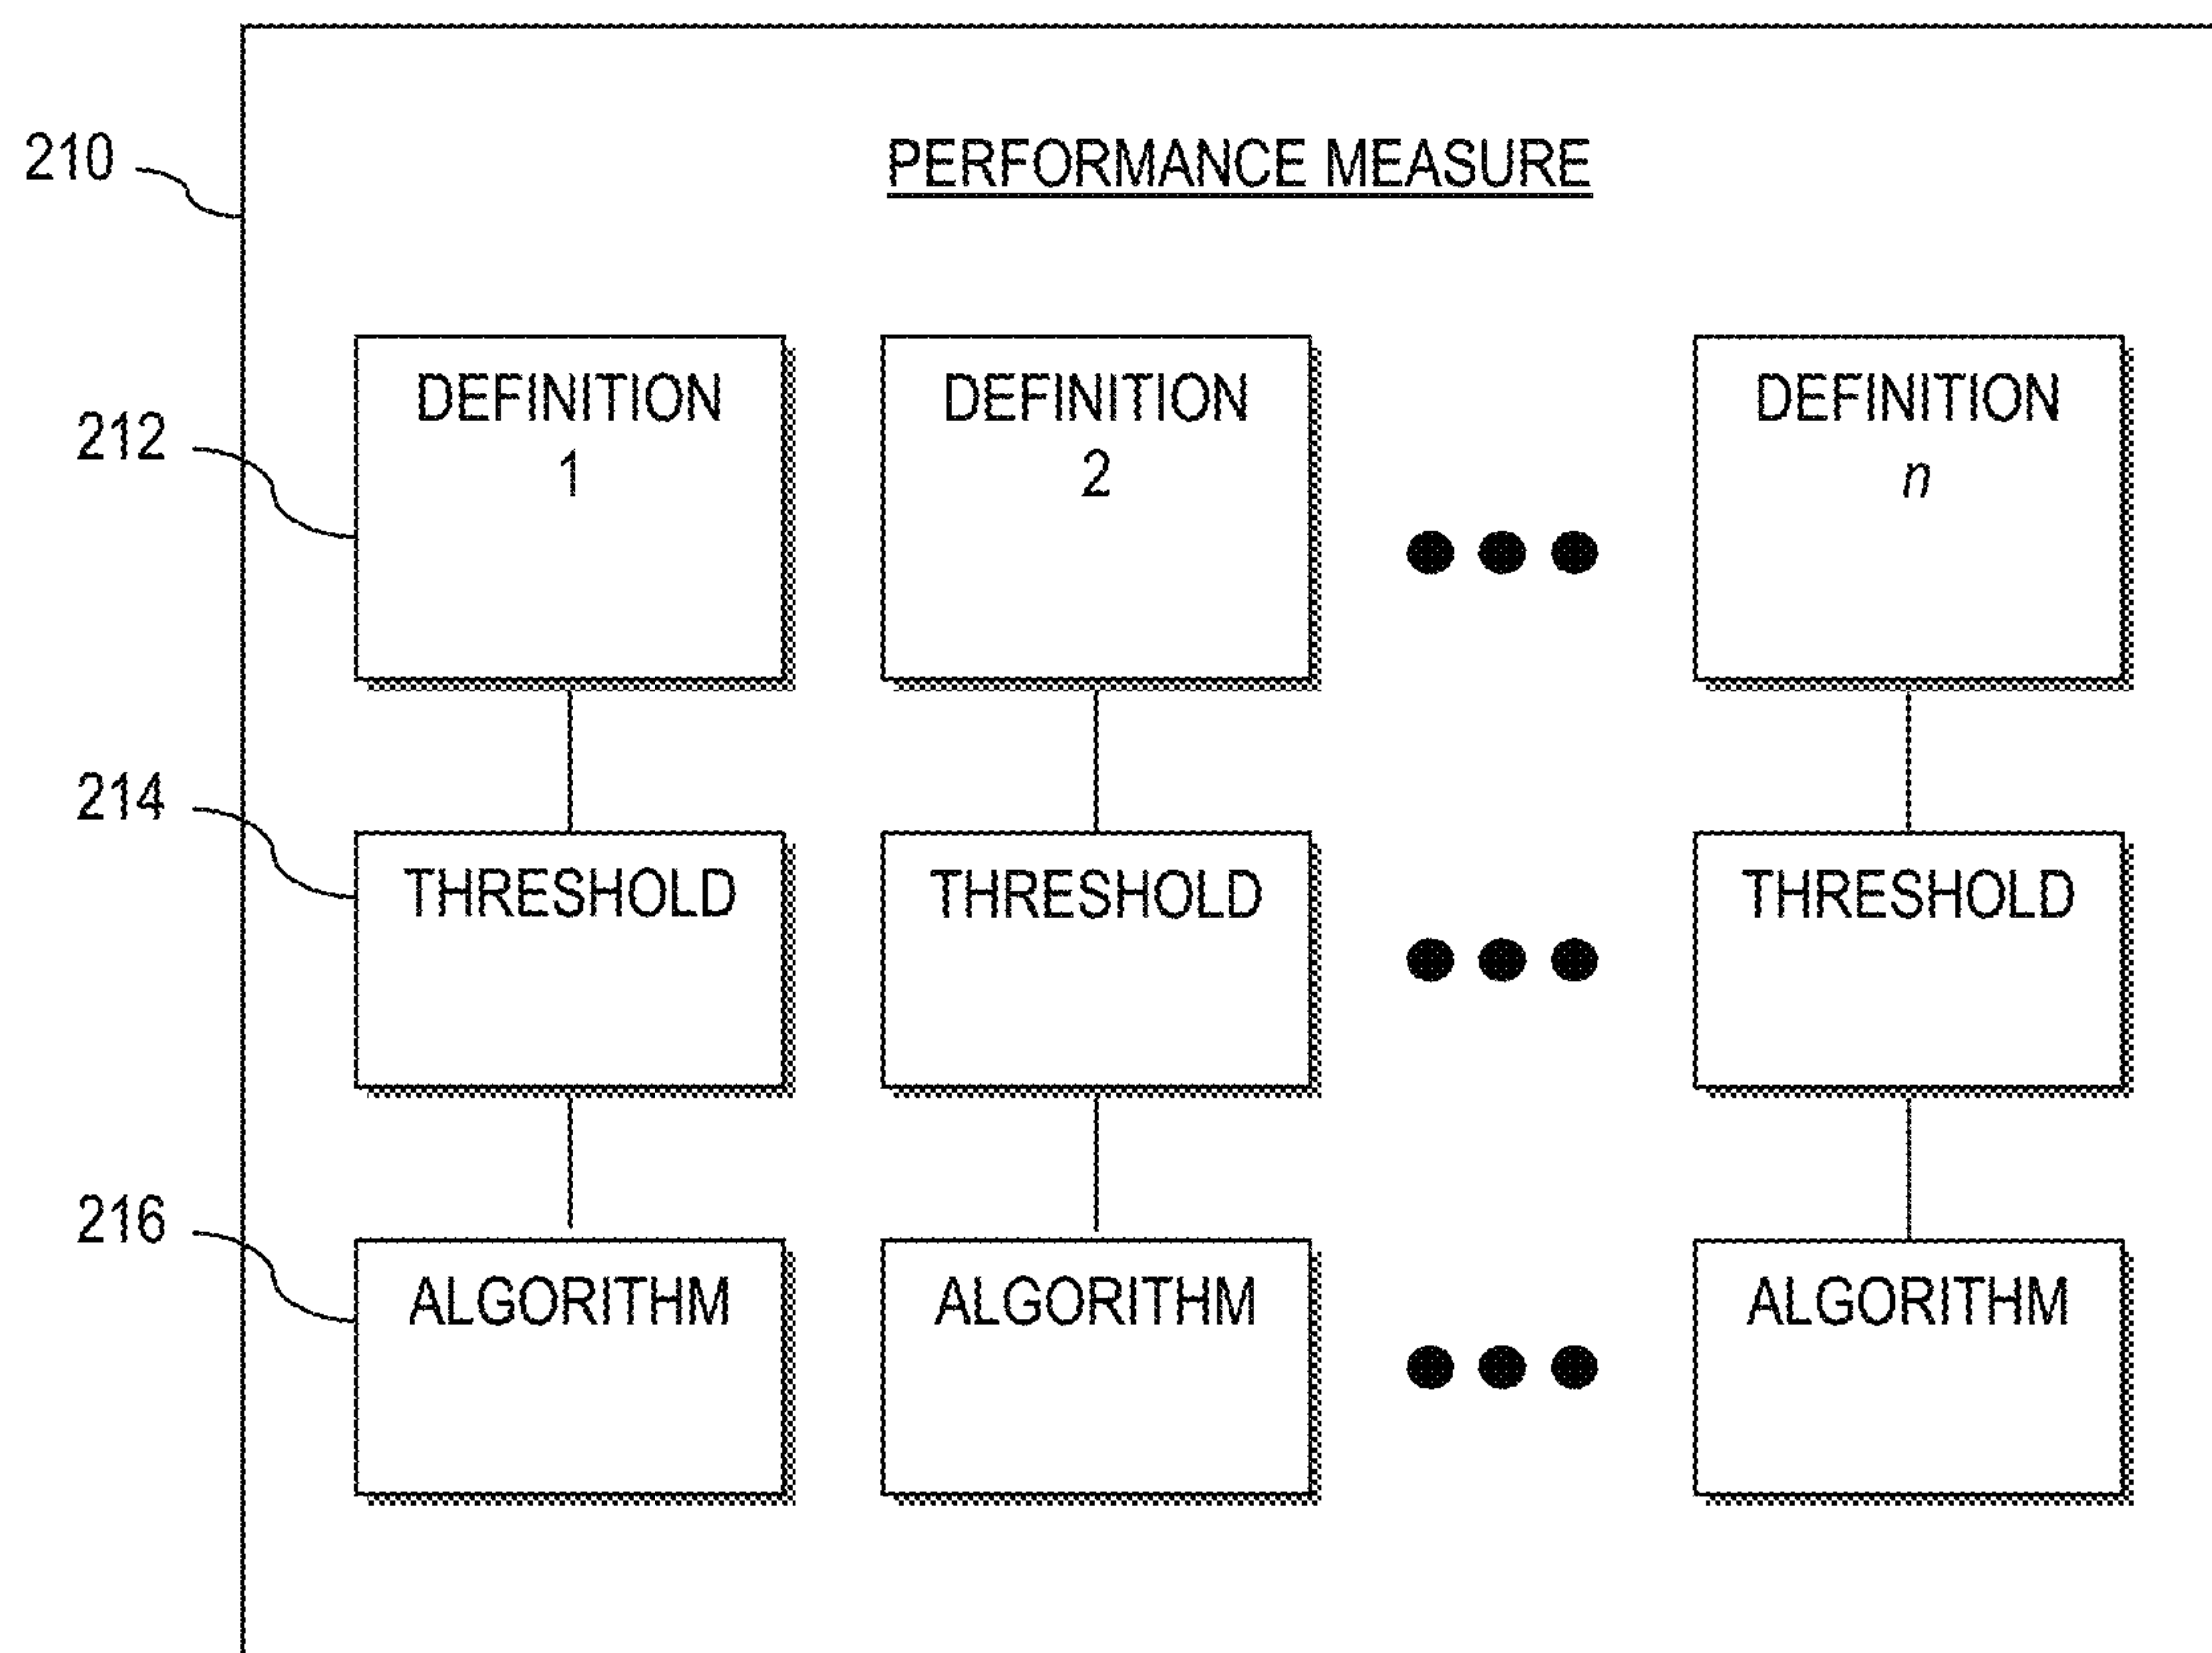 210
PERFORMANCE MEASURE
212
DEFINITION
1
DEFINITION
2
DEFINITION
n
214
THRESHOLD
THRESHOLD
THRESHOLD
216
ALGORITHM
ALGORITHM
ALGORITHM